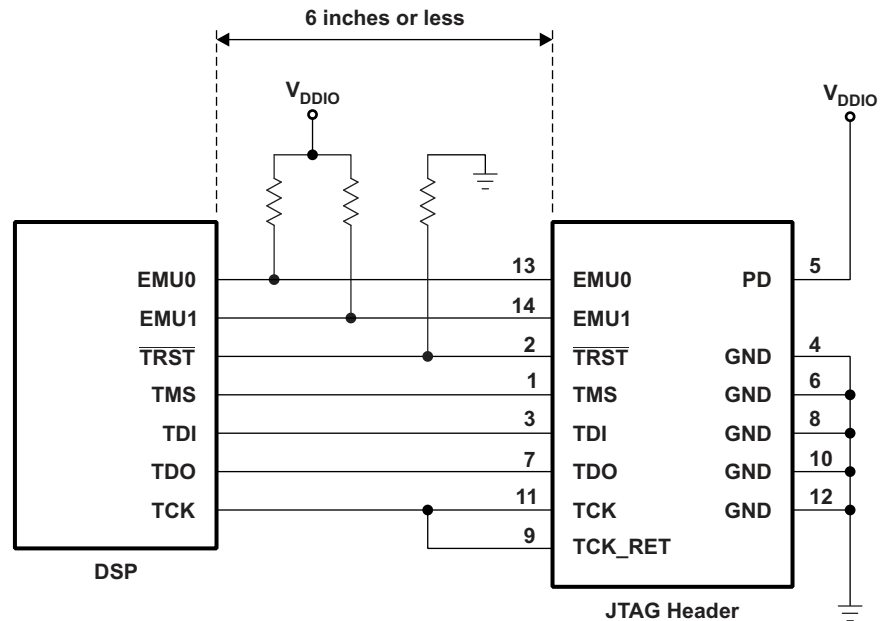 6 inches or less
VDDIO
VDDIO
EMU0
13
EMU0
PD
5
EMU1
14
EMU1
TRST
2
TRST
GND
4
TMS
1
TMS
GND
6
TDI
3
TDI
GND
8
TDO
7
TDO
GND
10
TCK
11
TCK
GND
12
9
TCK_RET
DSP
JTAG Header